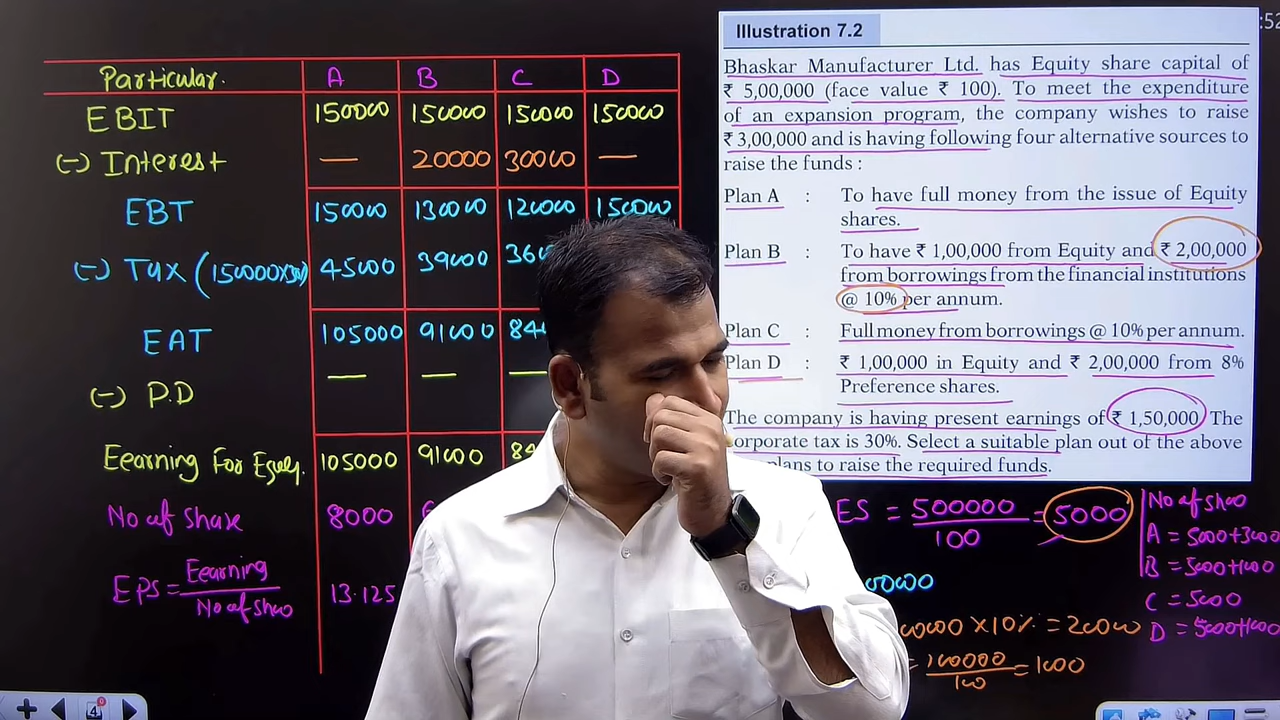 Particular. A B C D
EBIT 150000 150000 150000 150000
(-) Interest — 20000 30000 —
EBT 150000 130000 120000 150000
(-) Tax (150000×30) 45000 39000
EAT 105000 91000
(-) P.D — — —
Eearning For Equy. 105000 91000
No of Share 8000
EPS = Eearning / No of Share 13.125
Illustration 7.2
Bhaskar Manufacturer Ltd. has Equity share capital of
₹ 5,00,000 (face value ₹ 100). To meet the expenditure
of an expansion program, the company wishes to raise
₹ 3,00,000 and is having following four alternative sources to
raise the funds :
Plan A : To have full money from the issue of Equity
shares.
Plan B : To have ₹ 1,00,000 from Equity and ₹ 2,00,000
from borrowings from the financial institutions
@ 10% per annum.
Plan C : Full money from borrowings @ 10% per annum.
Plan D : ₹ 1,00,000 in Equity and ₹ 2,00,000 from 8%
Preference shares.
The company is having present earnings of ₹ 1,50,000 The
corporate tax is 30%. Select a suitable plan out of the above
plans to raise the required funds.
ES = 500000 / 100 = 5000
×10% = 20000
= 100000 / 100 = 1000
No of Share
A = 5000+3000
B = 5000+1000
C = 5000
D = 5000+1000
4
:52